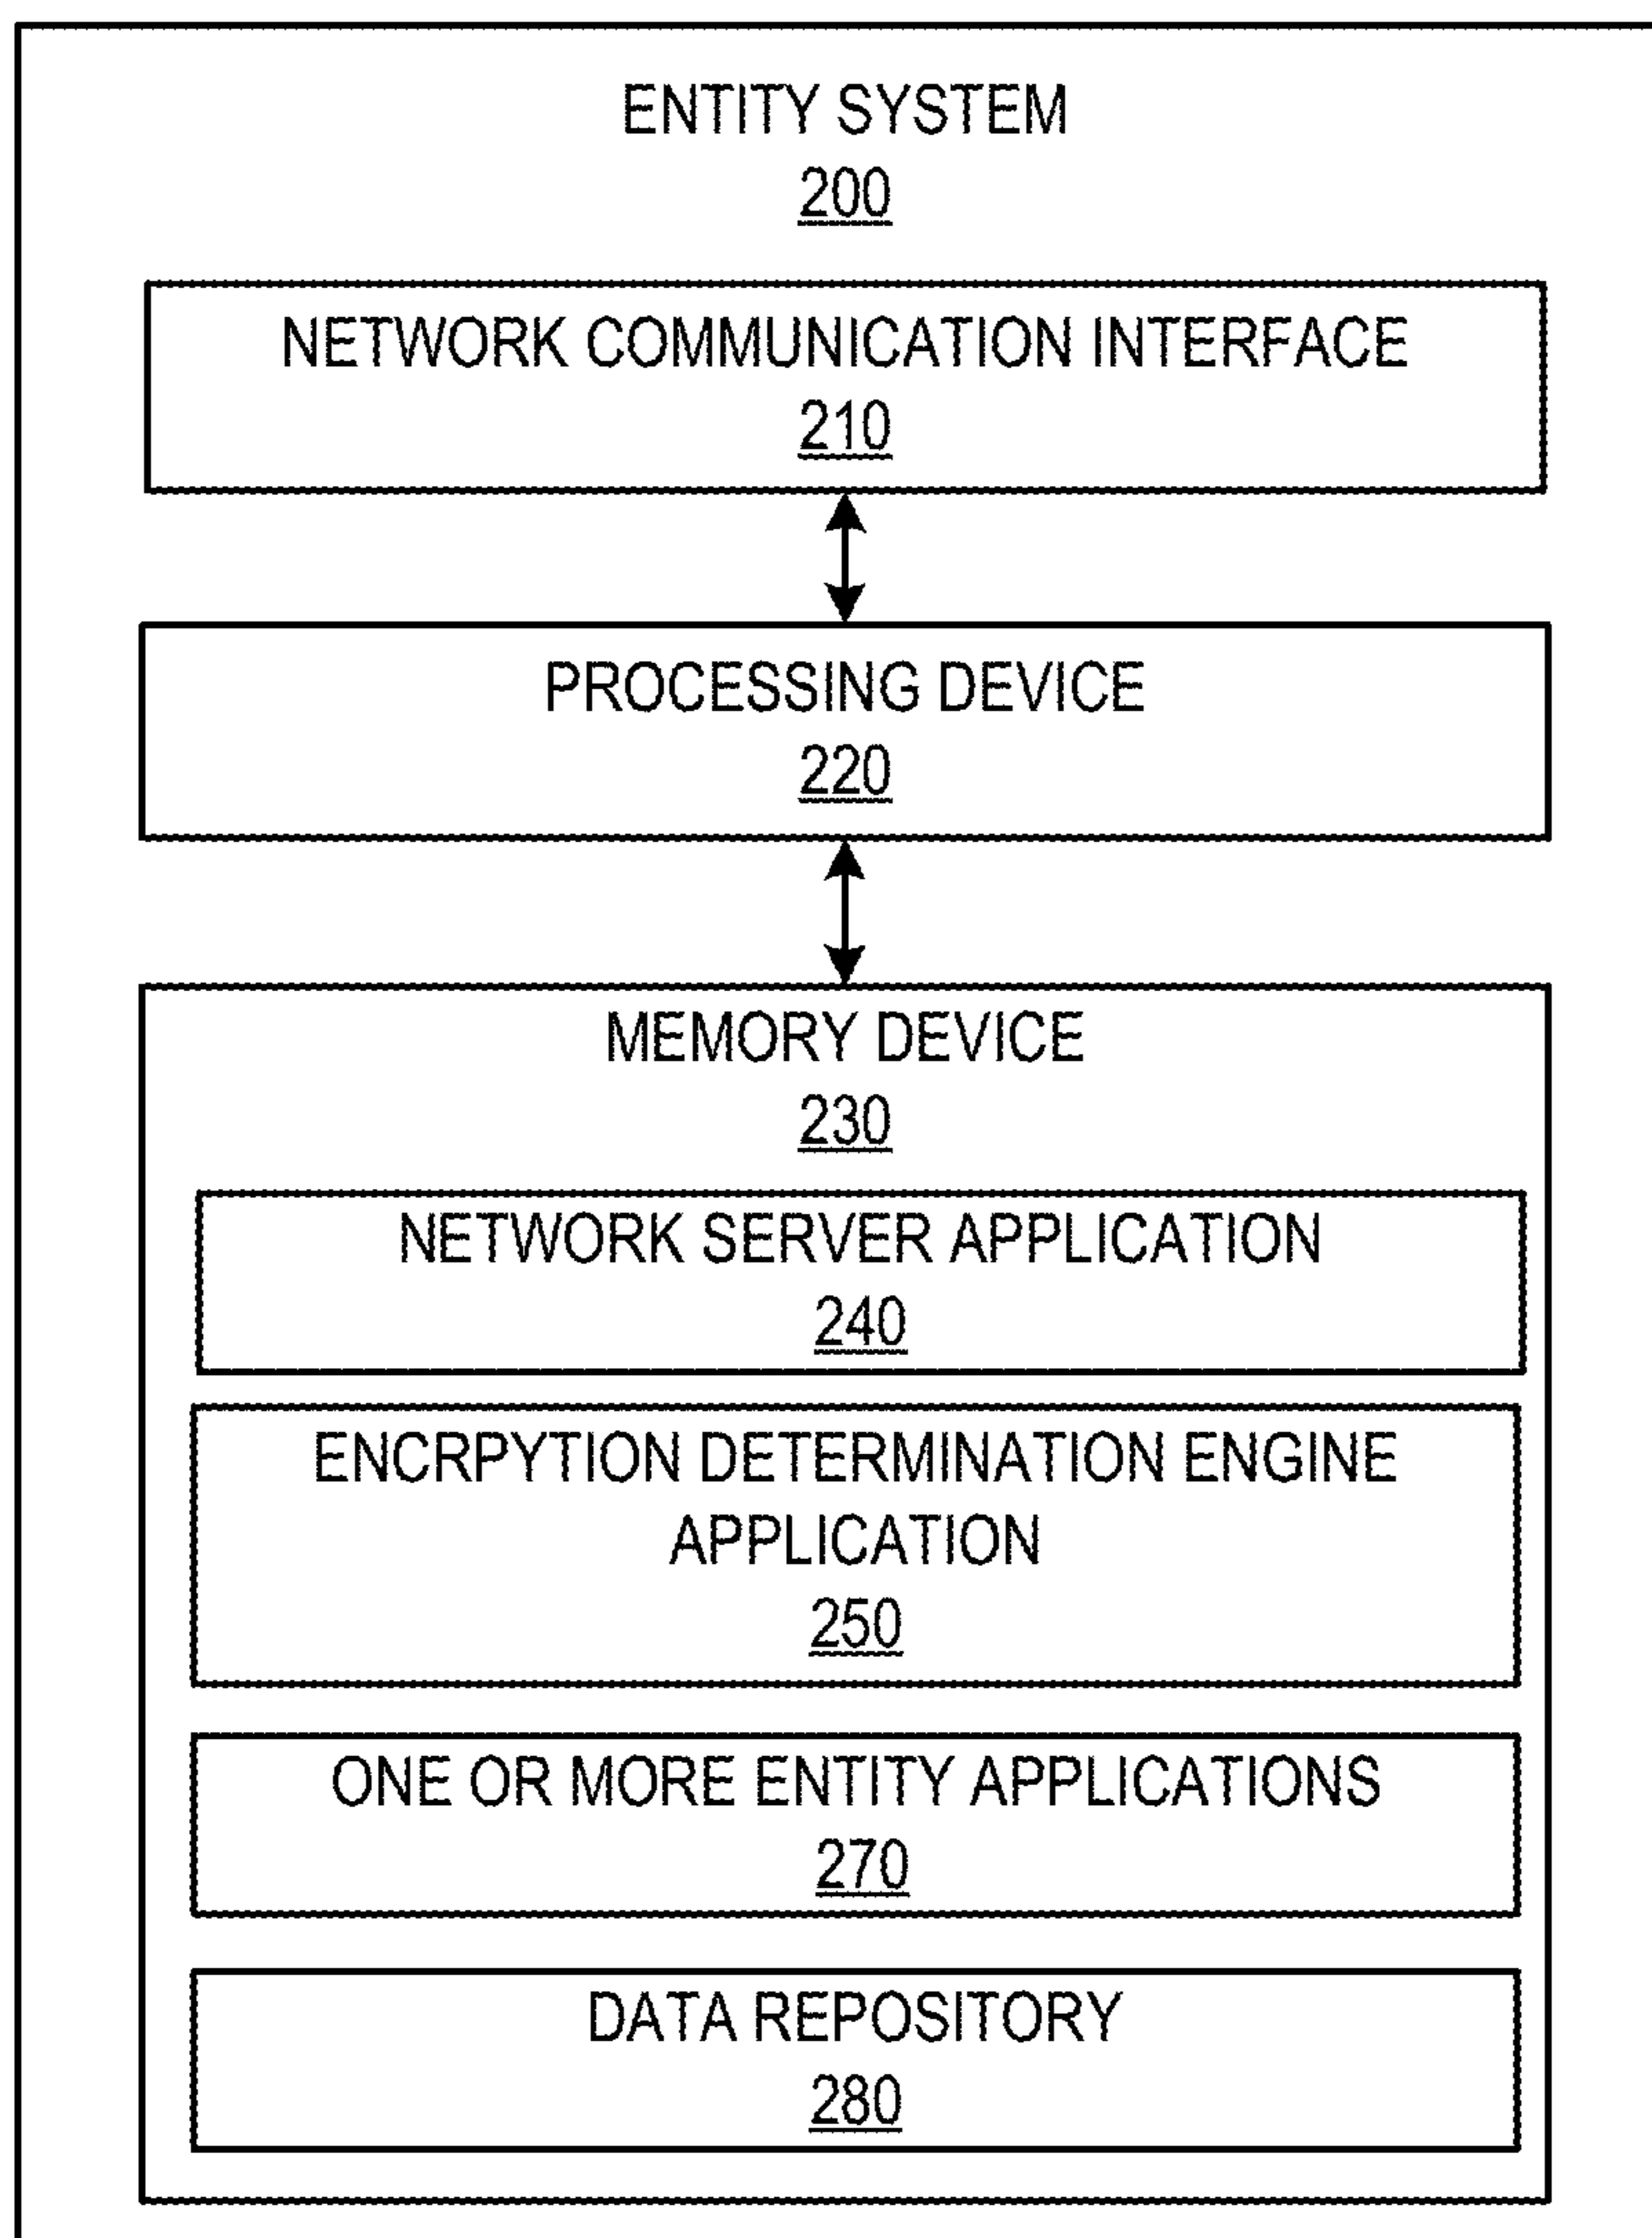 ENTITY SYSTEM
200
NETWORK COMMUNICATION INTERFACE
210
PROCESSING DEVICE
220
MEMORY DEVICE
230
NETWORK SERVER APPLICATION
240
ENCRPYTION DETERMINATION ENGINE
APPLICATION
250
ONE OR MORE ENTITY APPLICATIONS
270
DATA REPOSITORY
280